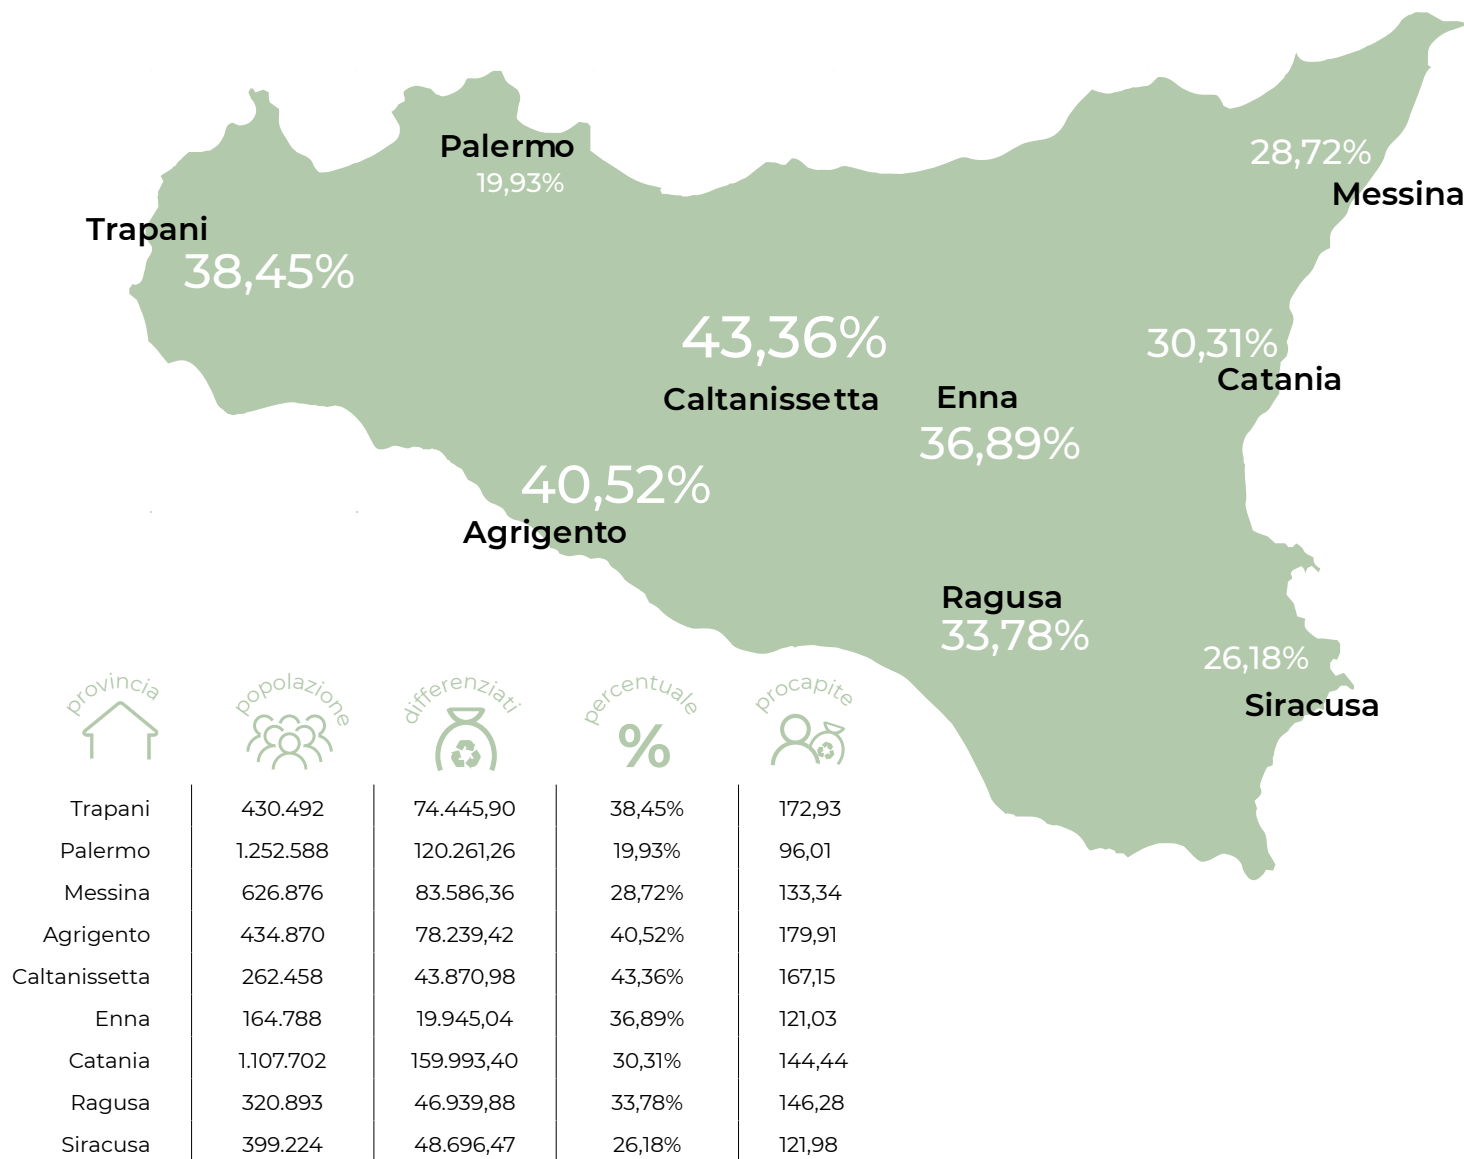 Palermo
19,93%
28,72%
Messina
Trapani
38,45%
43,36%
Caltanissetta
30,31%
Catania
Enna
36,89%
40,52%
Agrigento
Ragusa
33,78%
26,18%
Siracusa
provincia popolazione differenziati percentuale procapite
%
Trapani 430.492 74.445,90 38,45% 172,93
Palermo 1.252.588 120.261,26 19,93% 96,01
Messina 626.876 83.586,36 28,72% 133,34
Agrigento 434.870 78.239,42 40,52% 179,91
Caltanissetta 262.458 43.870,98 43,36% 167,15
Enna 164.788 19.945,04 36,89% 121,03
Catania 1.107.702 159.993,40 30,31% 144,44
Ragusa 320.893 46.939,88 33,78% 146,28
Siracusa 399.224 48.696,47 26,18% 121,98